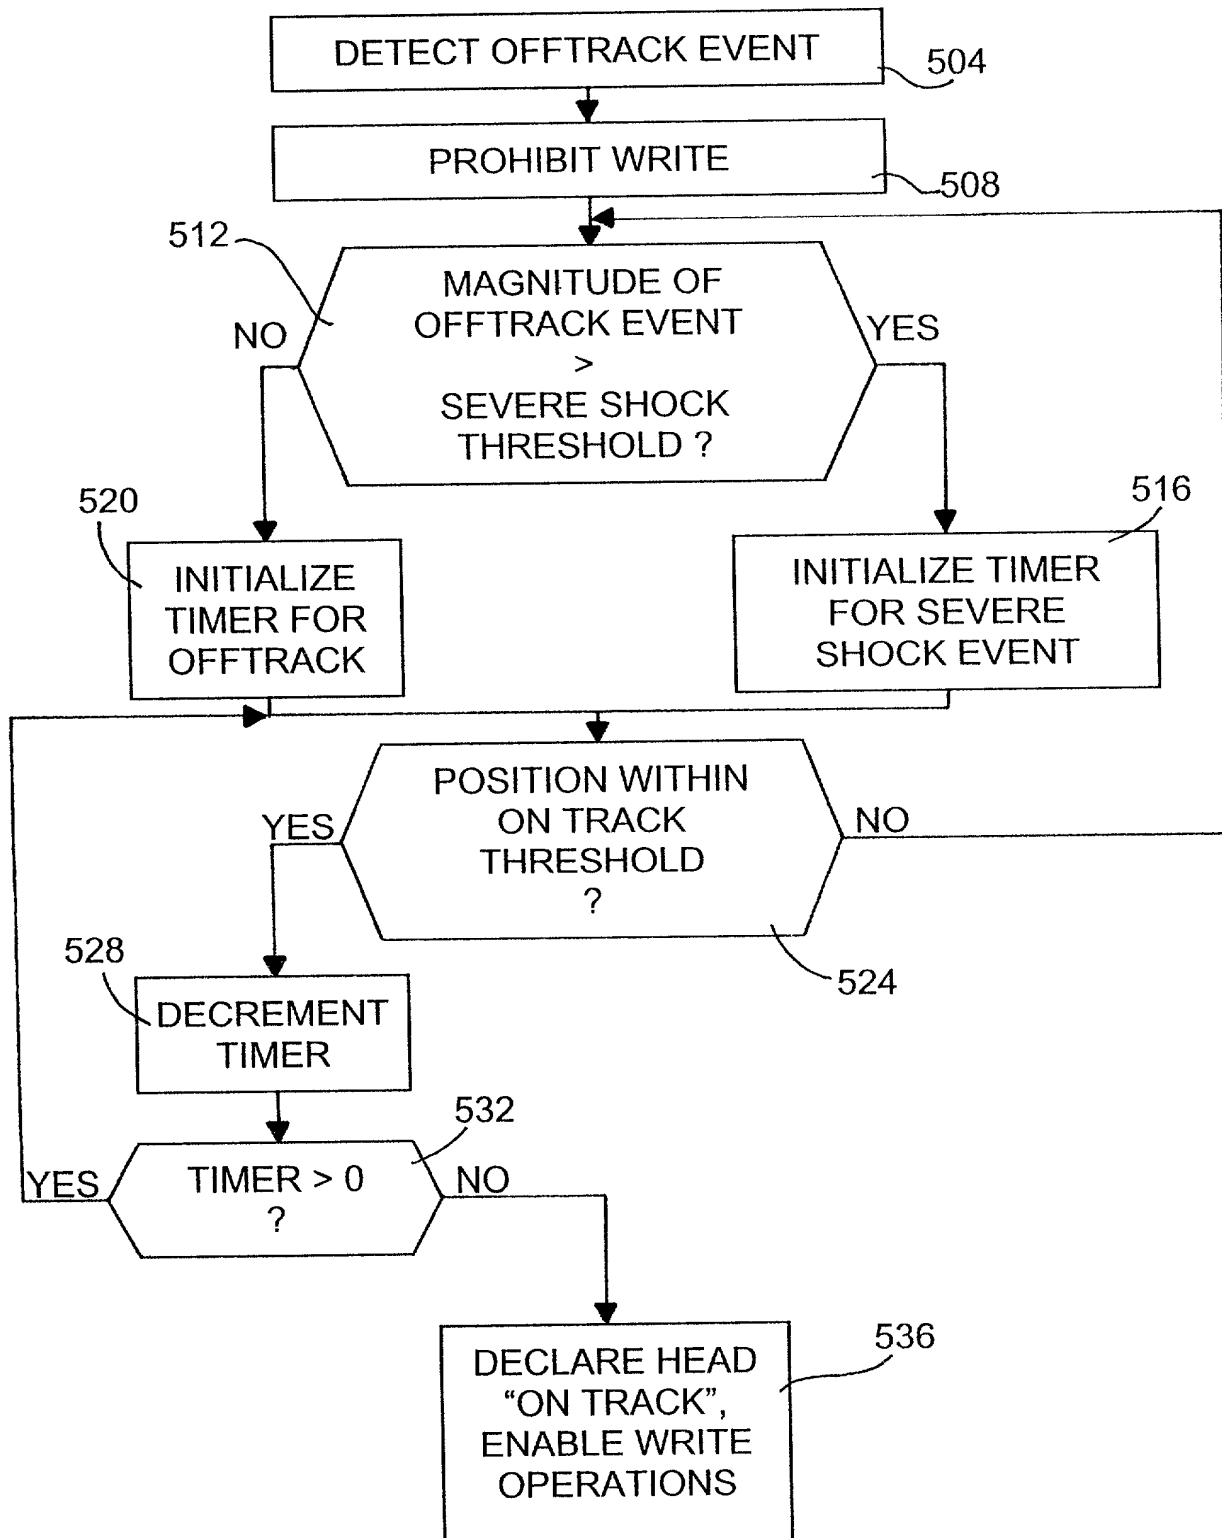 DETECT OFFTRACK EVENT
504
PROHIBIT WRITE
508
512
MAGNITUDE OF
OFFTRACK EVENT
>
SEVERE SHOCK
THRESHOLD ?
NO
YES
520
516
INITIALIZE
TIMER FOR
OFFTRACK
INITIALIZE TIMER
FOR SEVERE
SHOCK EVENT
POSITION WITHIN
ON TRACK
THRESHOLD
?
YES
NO
524
528
DECREMENT
TIMER
532
TIMER > 0
?
YES
NO
536
DECLARE HEAD
“ON TRACK”,
ENABLE WRITE
OPERATIONS